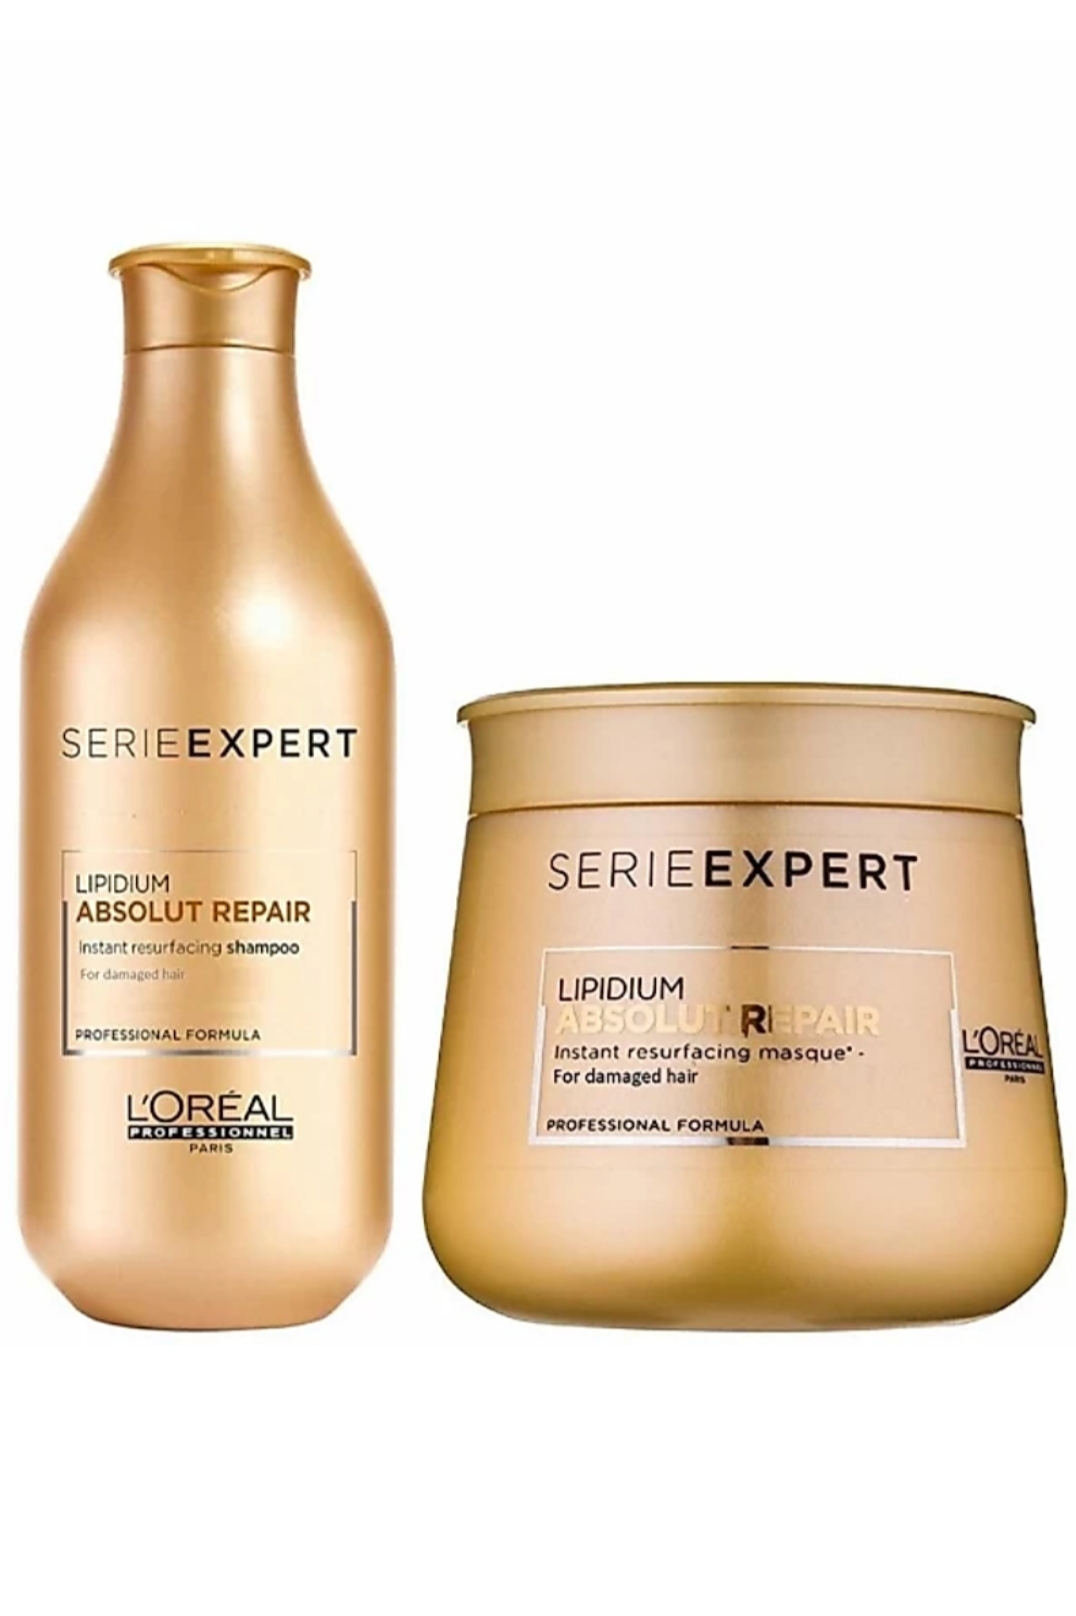 SERIEEXPERT
LIPIDIUM
ABSOLUT REPAIR
Instant resurfacing shampoo
For damaged hair
PROFESSIONAL FORMULA
L'ORÉAL
PROFESSIONNEL
PARIS
SERIEEXPERT
LIPIDIUM
ABSOLUT REPAIR
Instant resurfacing masque* -
For damaged hair
PROFESSIONAL FORMULA
L'ORÉAL
PROFESSIONNEL
PARIS